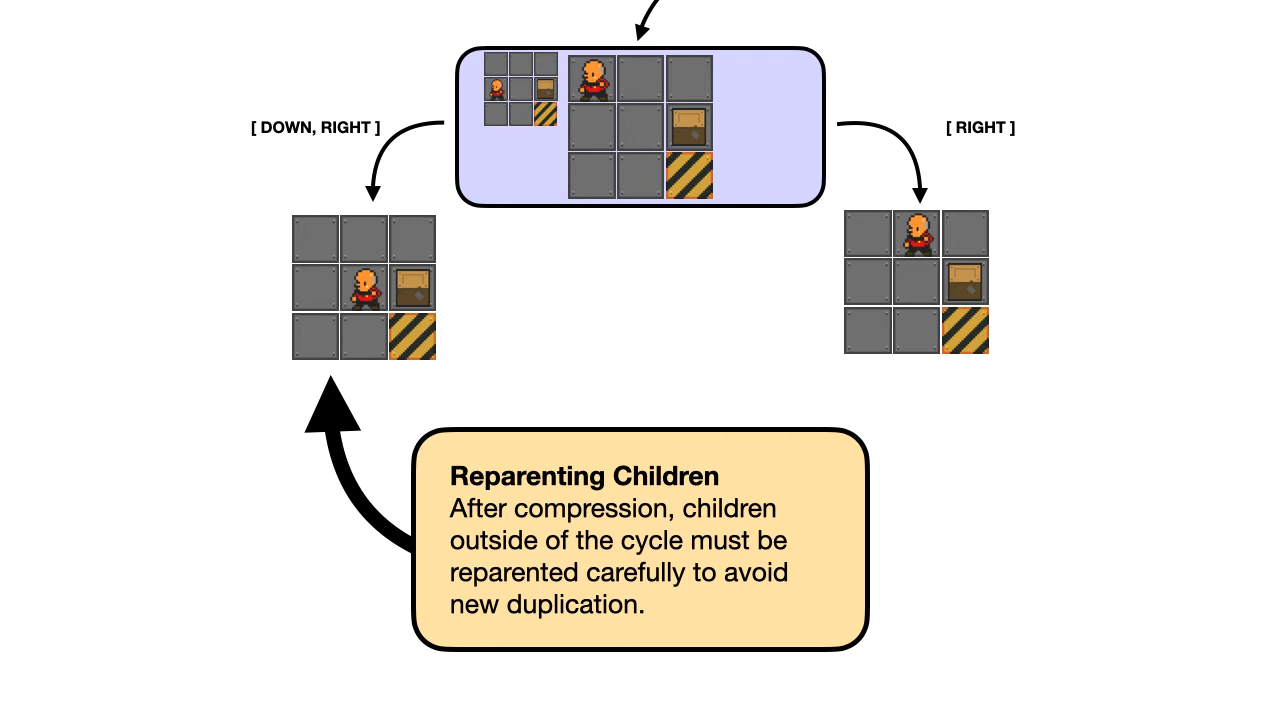 [ DOWN, RIGHT ]
[ RIGHT ]
Reparenting Children
After compression, children
outside of the cycle must be
reparented carefully to avoid
new duplication.